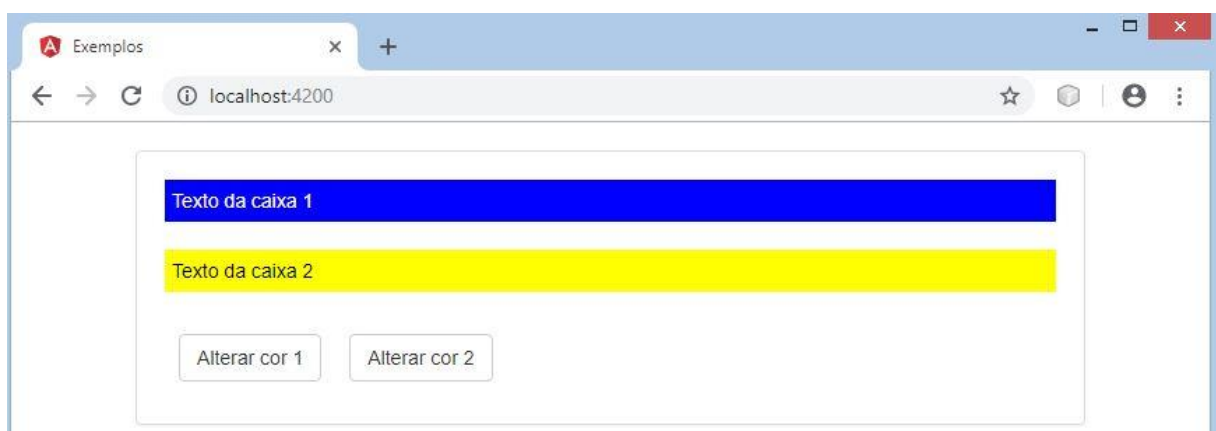 Exemplos
localhost:4200
Texto da caixa 1
Texto da caixa 2
Alterar cor 1
Alterar cor 2